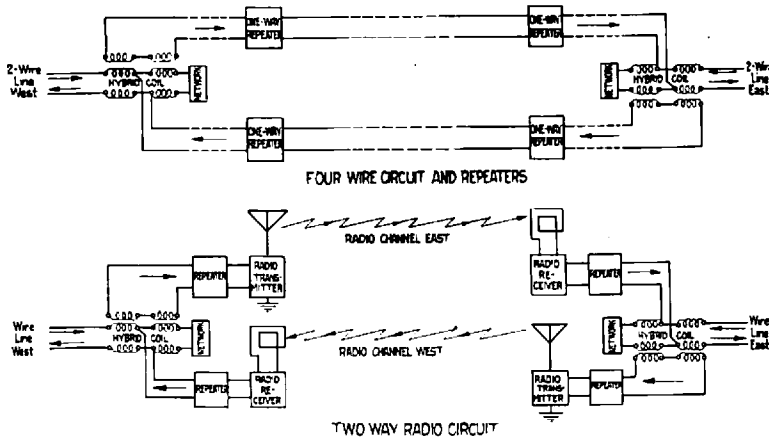 ONE-WAY
REPEATER
ONE-WAY
REPEATER
2-Wire
Line
West
HYBRID COIL
NETWORK
NETWORK
HYBRID COIL
2-Wire
Line
East
ONE-WAY
REPEATER
ONE-WAY
REPEATER
FOUR WIRE CIRCUIT AND REPEATERS
RADIO CHANNEL EAST
REPEATER
RADIO
TRANS-
MITTER
RADIO
RE-
CEIVER
REPEATER
Wire
Line
West
HYBRID COIL
NETWORK
RADIO CHANNEL WEST
NETWORK
HYBRID COIL
Wire
Line
East
REPEATER
RADIO
RE-
CEIVER
RADIO
TRANS-
MITTER
REPEATER
TWO WAY RADIO CIRCUIT